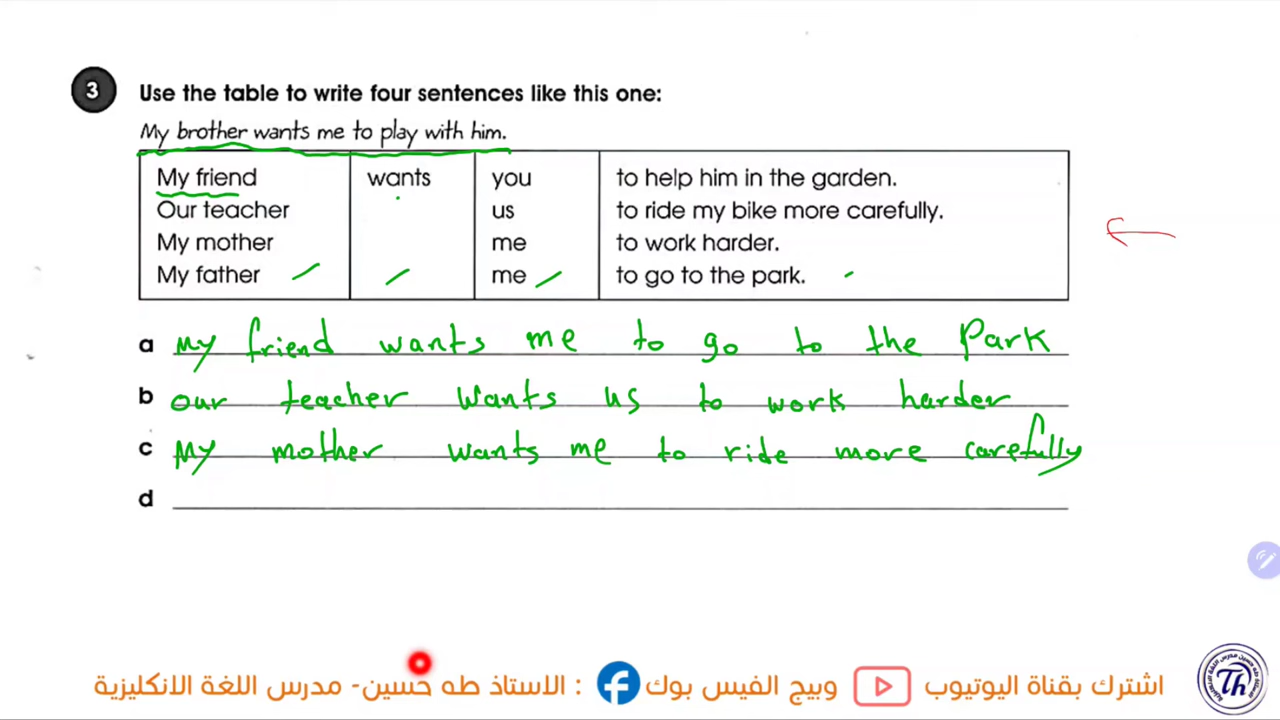 3 Use the table to write four sentences like this one:
My brother wants me to play with him.
My friend wants you to help him in the garden.
Our teacher us to ride my bike more carefully.
My mother me to work harder.
My father me to go to the park.
a My friend wants me to go to the Park
b our teacher wants us to work harder
c My mother wants me to ride more carefully
d
اشترك بقناة اليوتيوب وبيج الفيس بوك : الاستاذ طه حسين- مدرس اللغة الانكليزية
Th